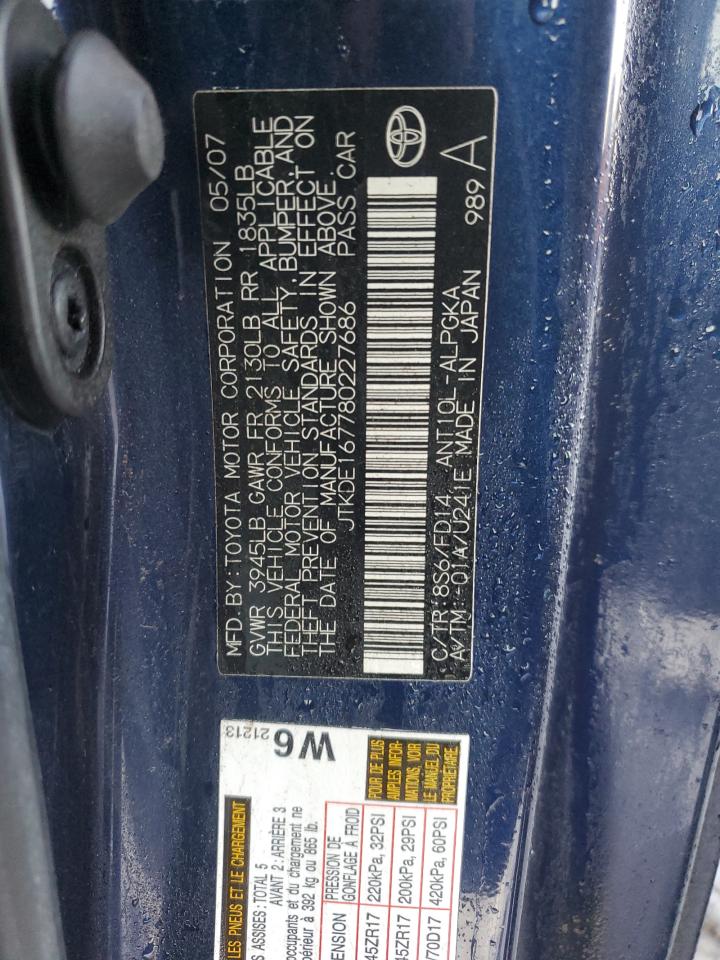 MFD.BY:TOYOTA MOTOR CORPORATION 05/07
GVWR 3945LB GAWR FR 2130LB RR 1835LB
THIS VEHICLE CONFORMS TO ALL APPLICABLE
FEDERAL MOTOR VEHICLE SAFETY, BUMPER, AND
THEFT PREVENTION STANDARDS IN EFFECT ON
THE DATE OF MANUFACTURE SHOWN ABOVE.
JTKDE167780227686 PASS CAR
C/TR:8S6/FD14 ANT10L-ALPGKA
A/TM:-01A/U241E MADE IN JAPAN
989 A
W6
21213
LES PNEUS ET LE CHARGEMENT
ASSISES :TOTAL 5
AVANT 2 : ARRIÈRE 3
occupants et du chargement ne
à 392 kg ou 865 lb.
PRESSION DE
GONFLAGE À FROID
45ZR17 220kPa, 32PSI
45ZR17 200kPa, 29PSI
/70D17 420kPa, 60PSI
POUR DE PLUS
AMPLES INFOR-
MATIONS, VOIR
LE MANUEL DU
PROPRIÉTAIRE.